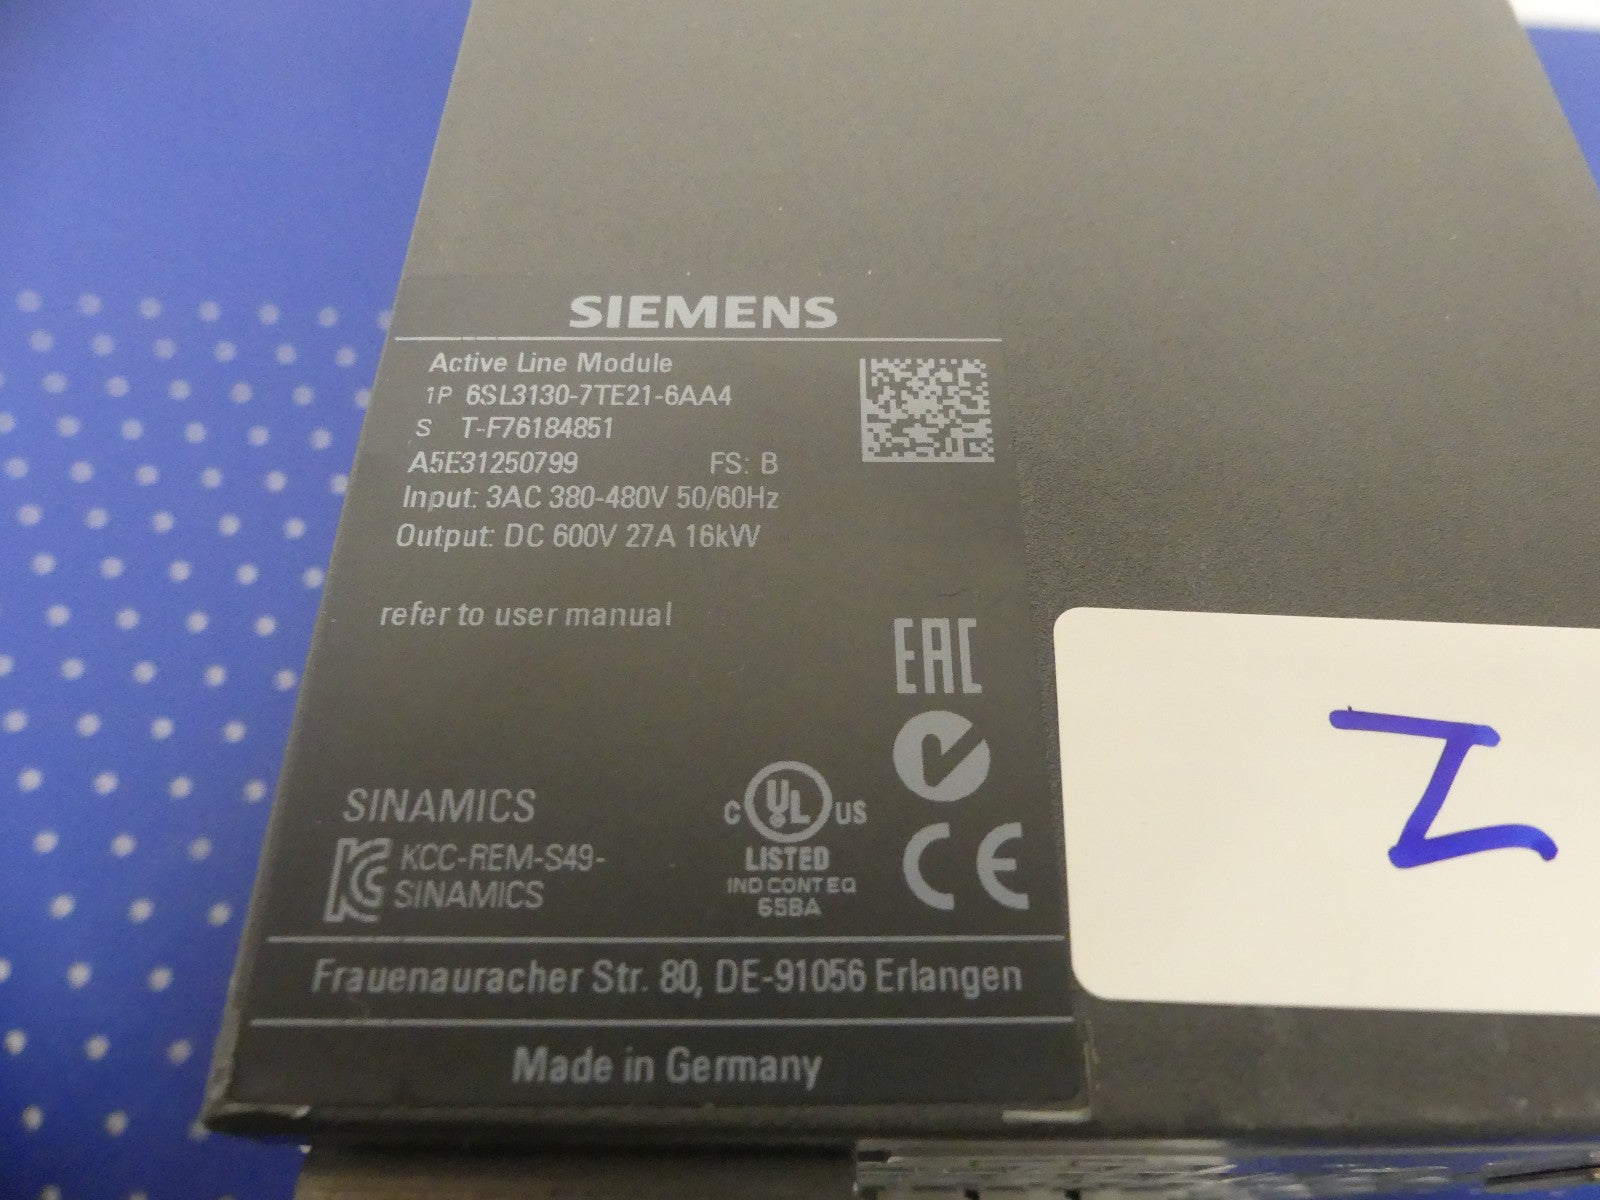 SIEMENS
Active Line Module
1P 6SL3130-7TE21-6AA4
S T-F76184851
A5E31250799 FS: B
Input: 3AC 380-480V 50/60Hz
Output: DC 600V 27A 16kW
refer to user manual
EAC
SINAMICS
C UL US
LISTED
IND CONT EQ
65BA
KCC-REM-S49-
SINAMICS
CE
Frauenauracher Str. 80, DE-91056 Erlangen
Made in Germany
Z